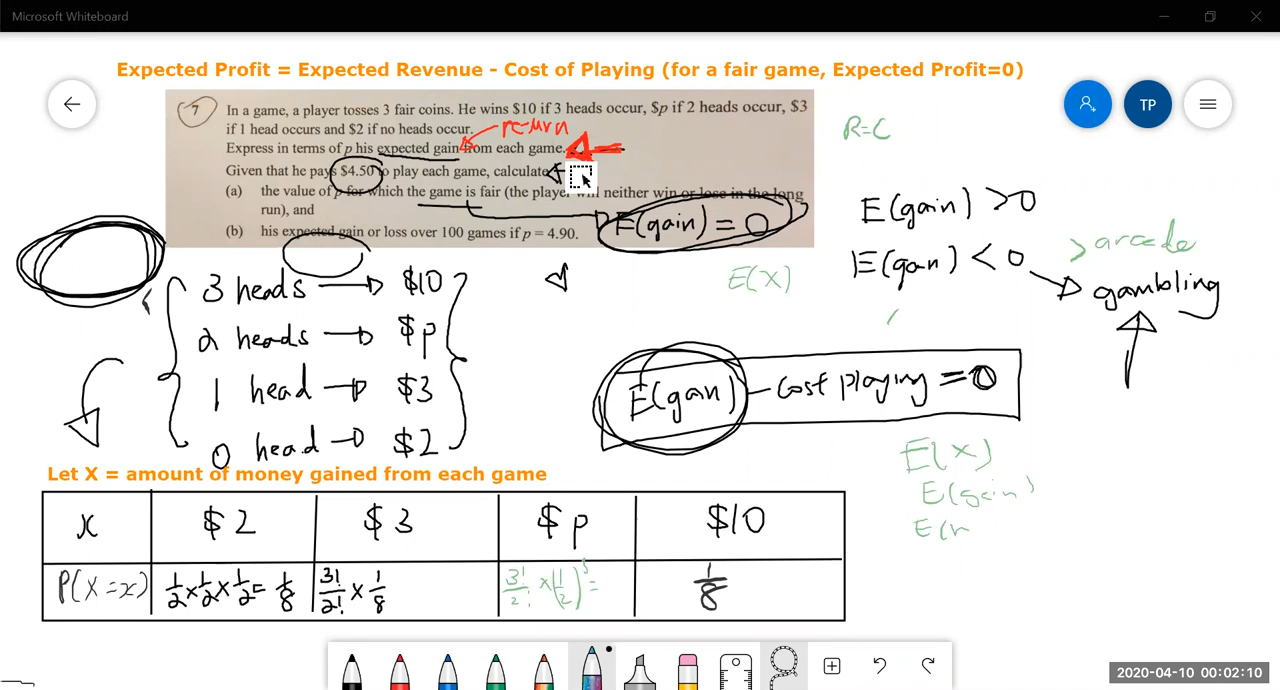 Microsoft Whiteboard
Expected Profit = Expected Revenue - Cost of Playing (for a fair game, Expected Profit=0)
7 In a game, a player tosses 3 fair coins. He wins $10 if 3 heads occur, $p if 2 heads occur, $3
if 1 head occurs and $2 if no heads occur.
Express in terms of p his expected gain from each game.
Given that he pays $4.50 to play each game, calculate
(a) the value of p for which the game is fair (the player will neither win or lose in the long
run), and
(b) his expected gain or loss over 100 games if p = 4.90.
E(gain) = 0
TP
R=C
E(gain) > 0
E(gan) < 0
> arcade
gambling
E(X)
3 heads $10
2 heads $p
1 head $3
0 head $2
E(gan) - cost playing = 0
E(X)
E(gain)
E(r
Let X = amount of money gained from each game
x $2 $3 $p $10
P(X=x) 1/2 x 1/2 x 1/2 = 1/8 3!/2! x 1/8 3!/2! x (1/2)³ = 1/8
2020-04-10 00:02:10